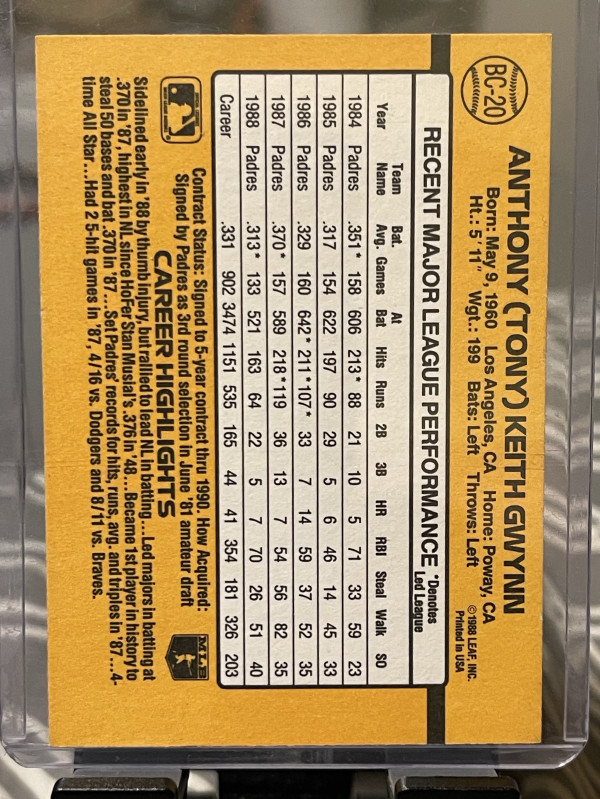 BC-20
ANTHONY (TONY) KEITH GWYNN
Born: May 9, 1960 Los Angeles, CA Home: Poway, CA
Ht.: 5'11" Wgt.: 199 Bats: Left Throws: Left
©1988 LEAF, INC.
Printed in USA
RECENT MAJOR LEAGUE PERFORMANCE *Denotes Led League
Year Team Name Bat. Avg. Games At Bat Hits Runs 2B 3B HR RBI Steal Walk SO
1984 Padres .351* 158 606 213* 88 21 10 5 71 33 59 23
1985 Padres .317 154 622 197 90 29 5 6 46 14 45 33
1986 Padres .329 160 642* 211* 107* 33 7 14 59 37 52 35
1987 Padres .370* 157 589 218* 119 36 13 7 54 56 82 35
1988 Padres .313* 133 521 163 64 22 5 7 70 26 51 40
Career .331 902 3474 1151 535 165 44 41 354 181 326 203
Contract Status: Signed to 5-year contract thru 1990. How Acquired:
Signed by Padres as 3rd round selection in June '81 amateur draft
CAREER HIGHLIGHTS
Sidelined early in '88 by thumb injury, but rallied to lead NL in batting...Led majors in batting at
.370 in '87, highest in NL since HoFer Stan Musial's .376 in '48...Became 1st player in history to
steal 50 bases and bat .370 in '87...Set Padres' records for hits, runs, avg. and triples in '87...4-
time All Star...Had 2 5-hit games in '87, 4/16 vs. Dodgers and 8/11 vs. Braves.
MLB